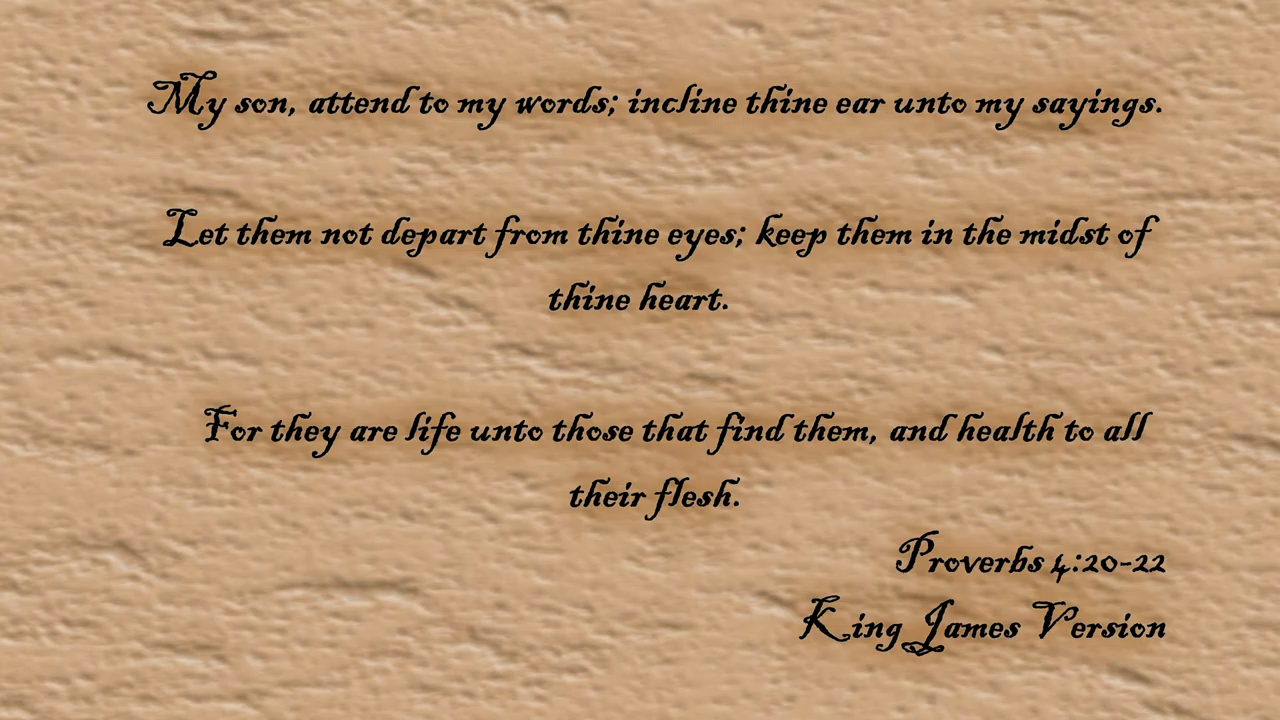 My son, attend to my words; incline thine ear unto my sayings.
Let them not depart from thine eyes; keep them in the midst of
thine heart.
For they are life unto those that find them, and health to all
their flesh.
Proverbs 4:20-22
King James Version